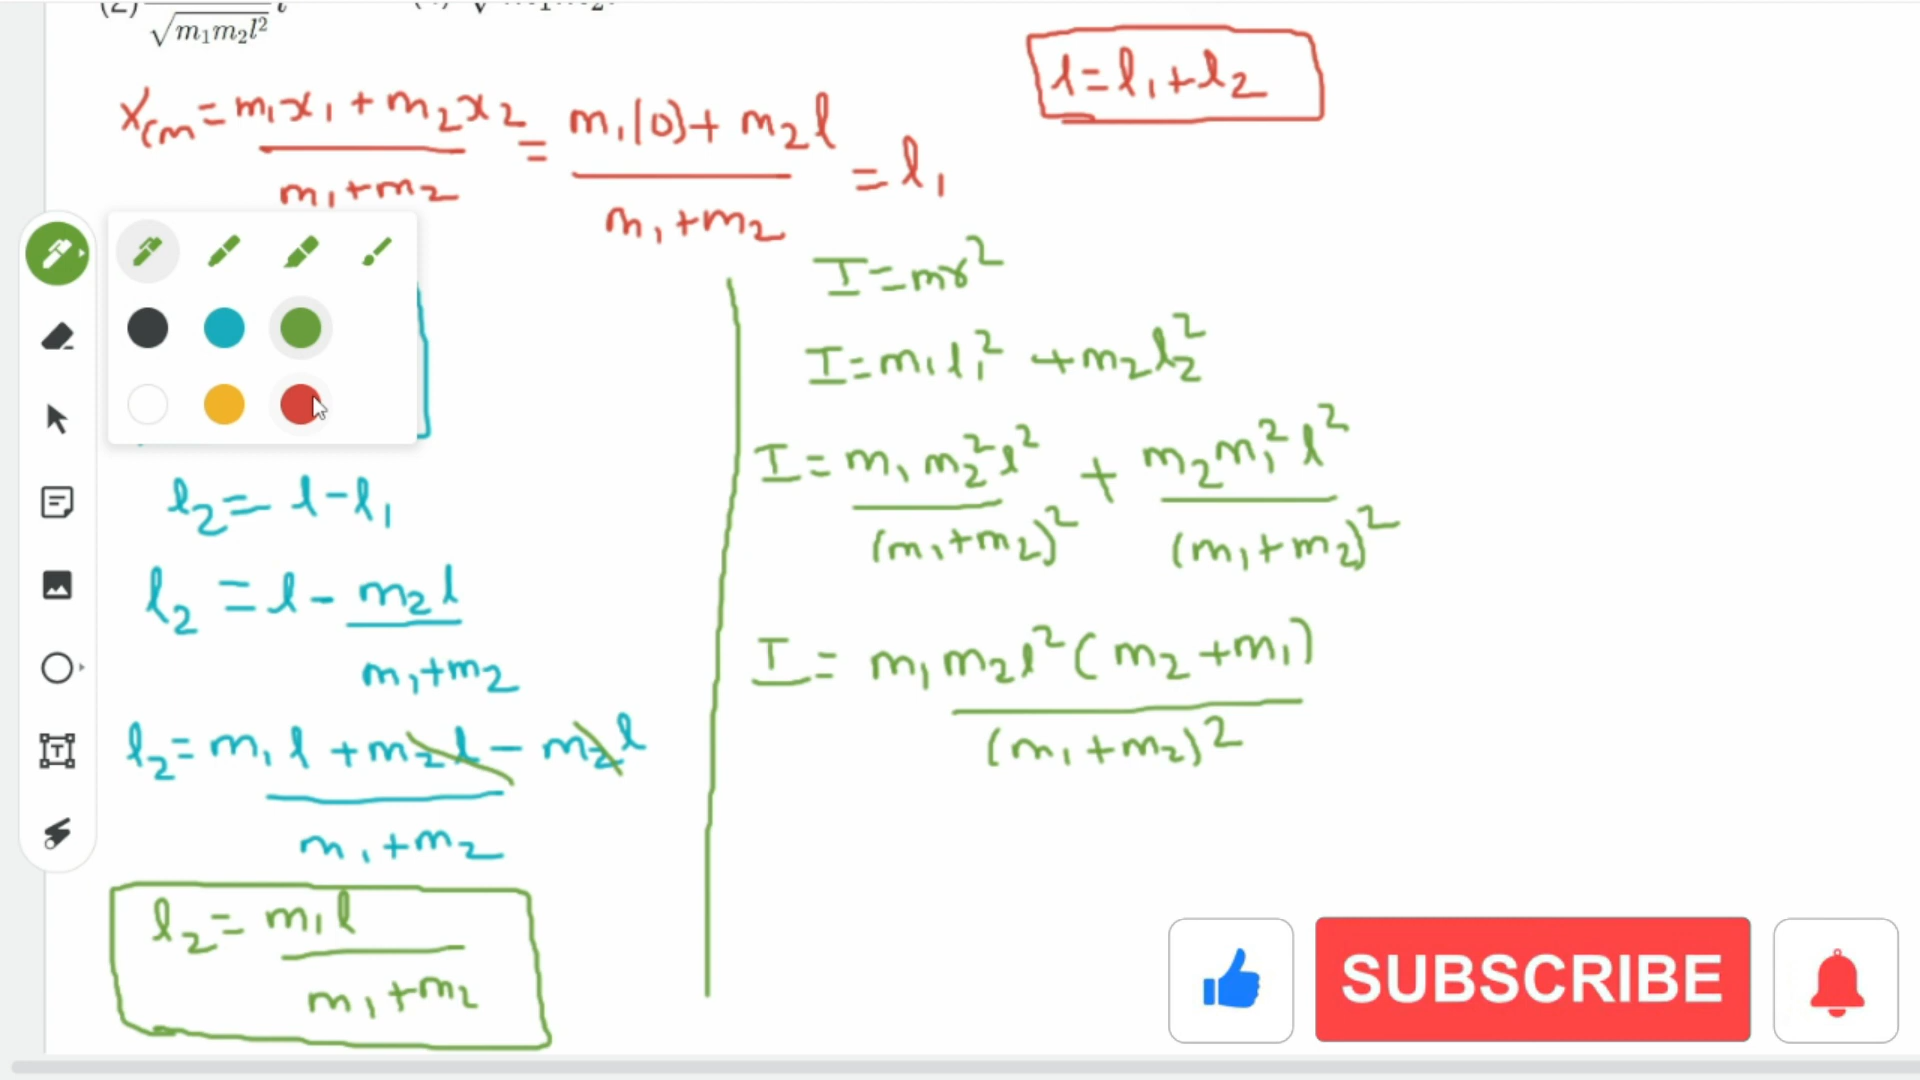 (2)
√m₁m₂l²
l = l₁ + l₂
Xcm = m₁x₁ + m₂x₂ / m₁ + m₂ = m₁(0) + m₂l / m₁ + m₂ = l₁
l₂ = l - l₁
l₂ = l - m₂l / m₁ + m₂
l₂ = m₁l + m₂l - m₂l / m₁ + m₂
l₂ = m₁l / m₁ + m₂
I = mr²
I = m₁l₁² + m₂l₂²
I = m₁m₂²l² / (m₁+m₂)² + m₂m₁²l² / (m₁+m₂)²
I = m₁m₂l²(m₂+m₁) / (m₁+m₂)²
SUBSCRIBE